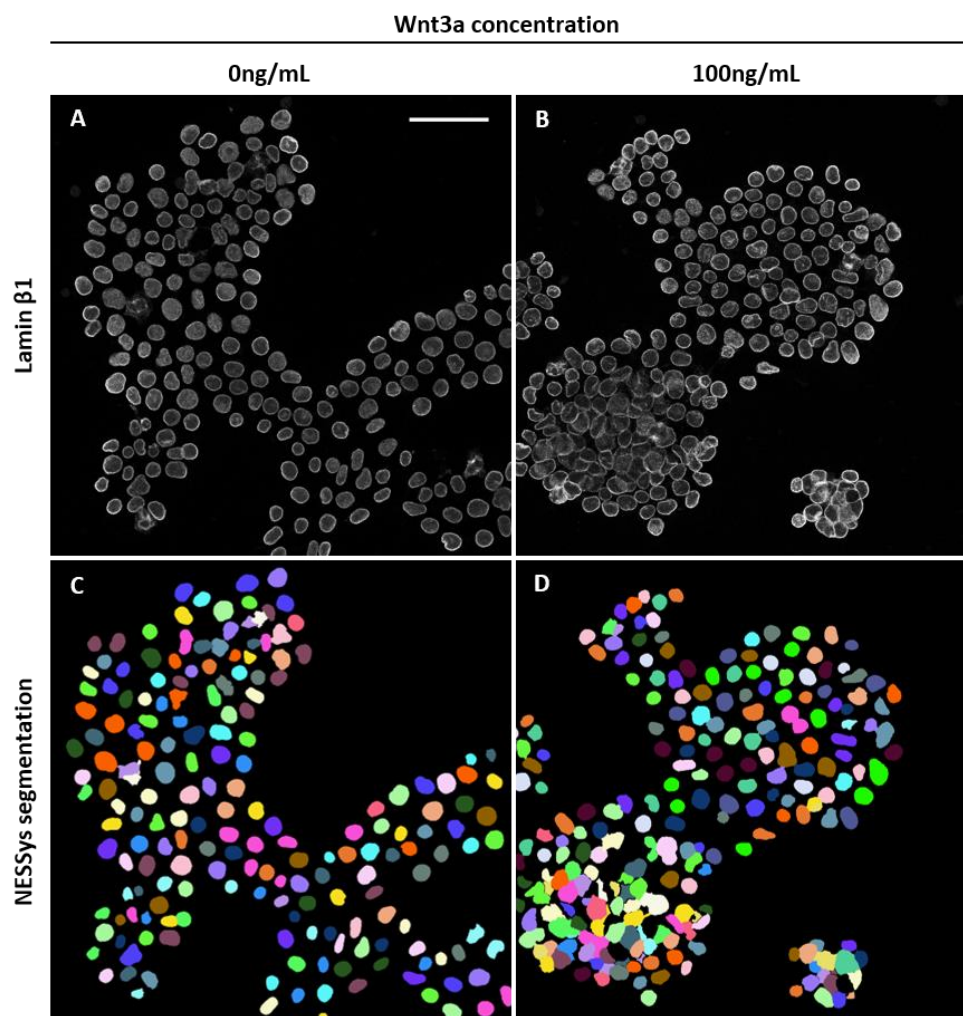 Wnt3a concentration
0ng/mL
100ng/mL
A
B
Lamin β1
C
D
NESSys segmentation